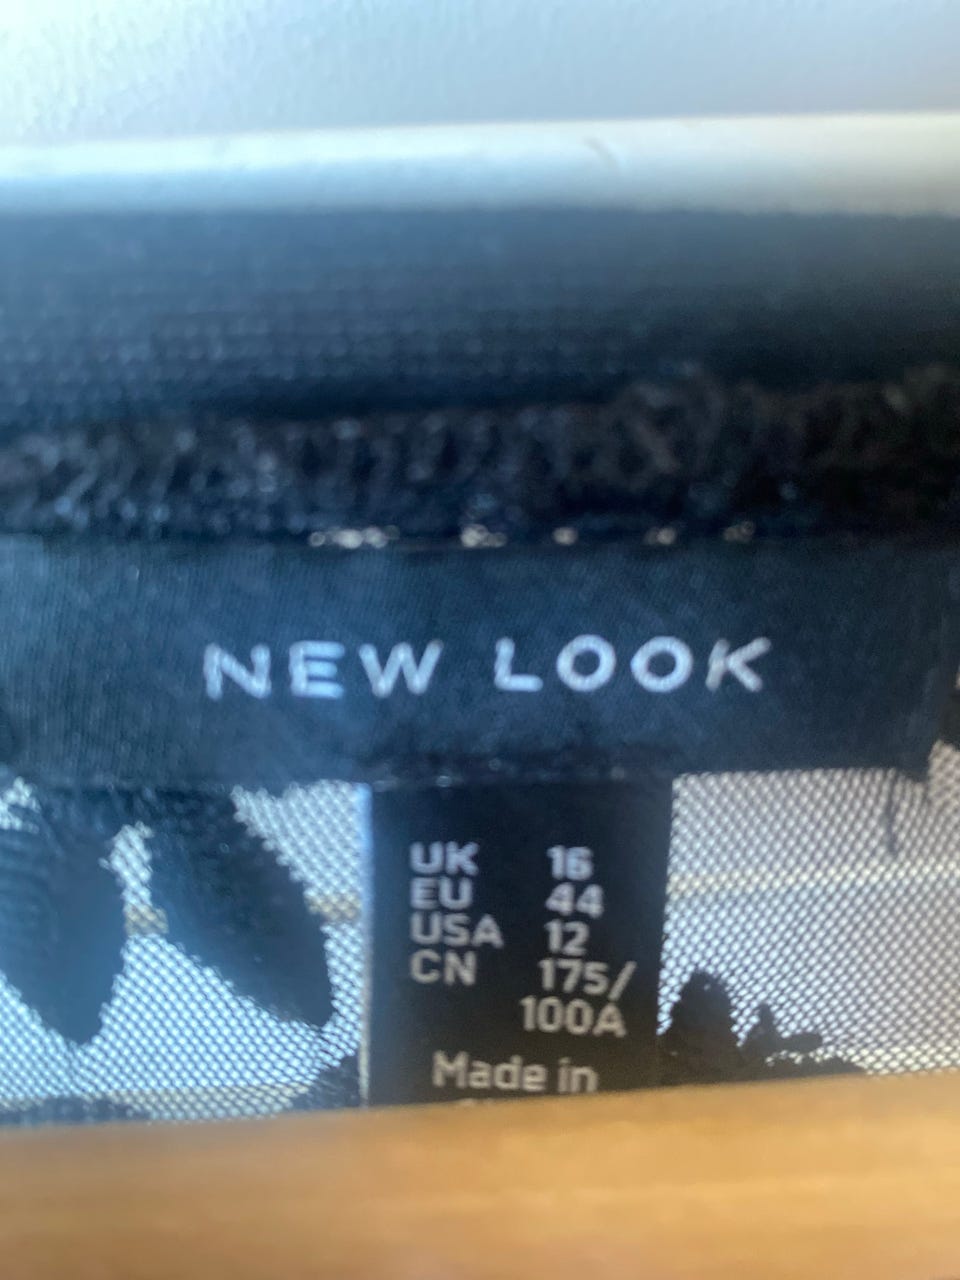 NEW LOOK
UK 16
EU 44
USA 12
CN 175/
100A
Made in